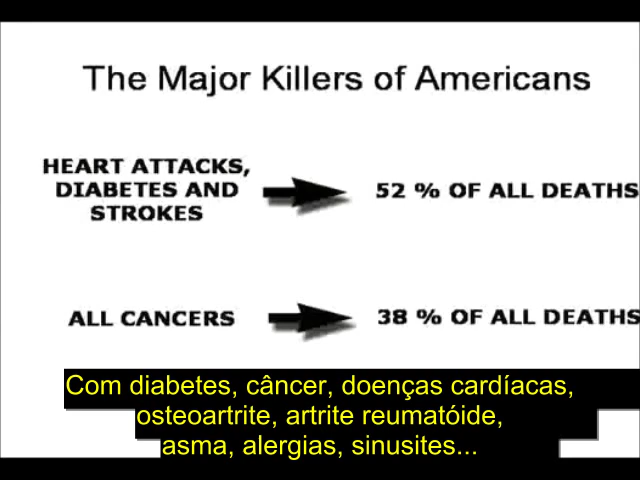 The Major Killers of Americans
HEART ATTACKS,
DIABETES AND
STROKES
52 % OF ALL DEATHS
ALL CANCERS
38 % OF ALL DEATHS
Com diabetes, câncer, doenças cardíacas,
osteoartrite, artrite reumatóide,
asma, alergias, sinusites...